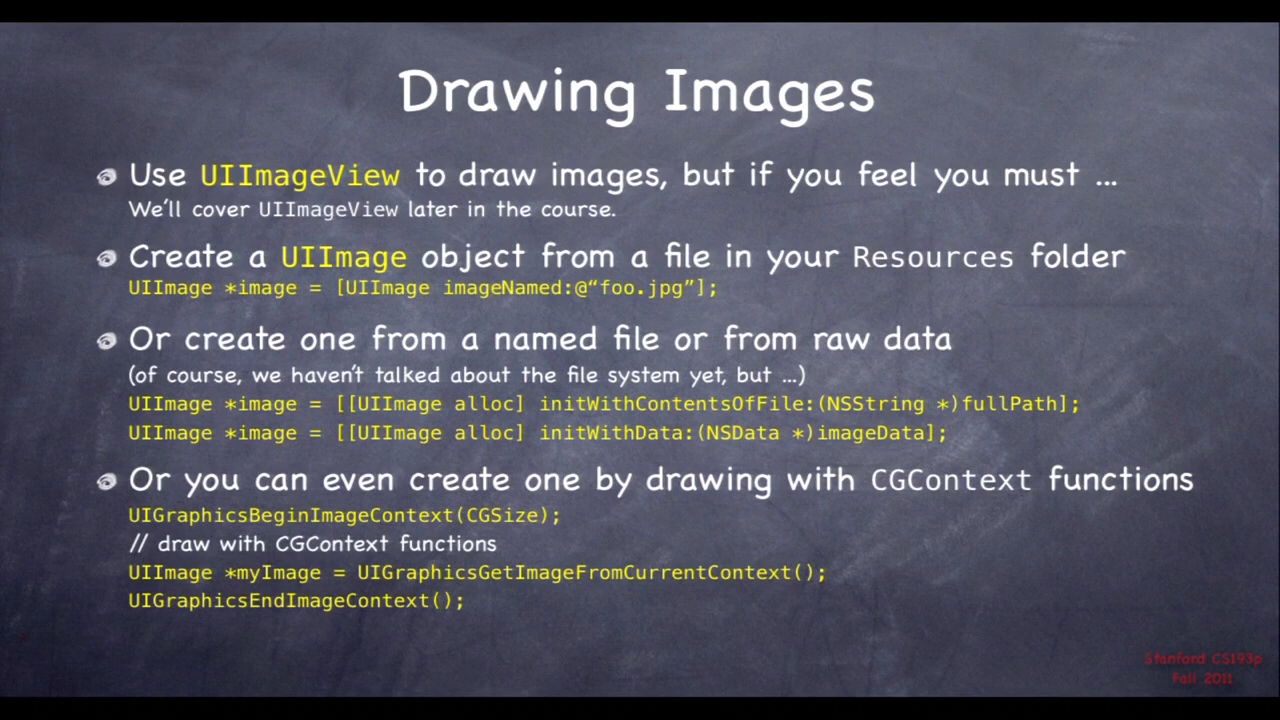 Drawing Images
Use UIImageView to draw images, but if you feel you must ...
We'll cover UIImageView later in the course.
Create a UIImage object from a file in your Resources folder
UIImage *image = [UIImage imageNamed:@“foo.jpg”];
Or create one from a named file or from raw data
(of course, we haven't talked about the file system yet, but ...)
UIImage *image = [[UIImage alloc] initWithContentsOfFile:(NSString *)fullPath];
UIImage *image = [[UIImage alloc] initWithData:(NSData *)imageData];
Or you can even create one by drawing with CGContext functions
UIGraphicsBeginImageContext(CGSize);
// draw with CGContext functions
UIImage *myImage = UIGraphicsGetImageFromCurrentContext();
UIGraphicsEndImageContext();
Stanford CS193p
Fall 2011